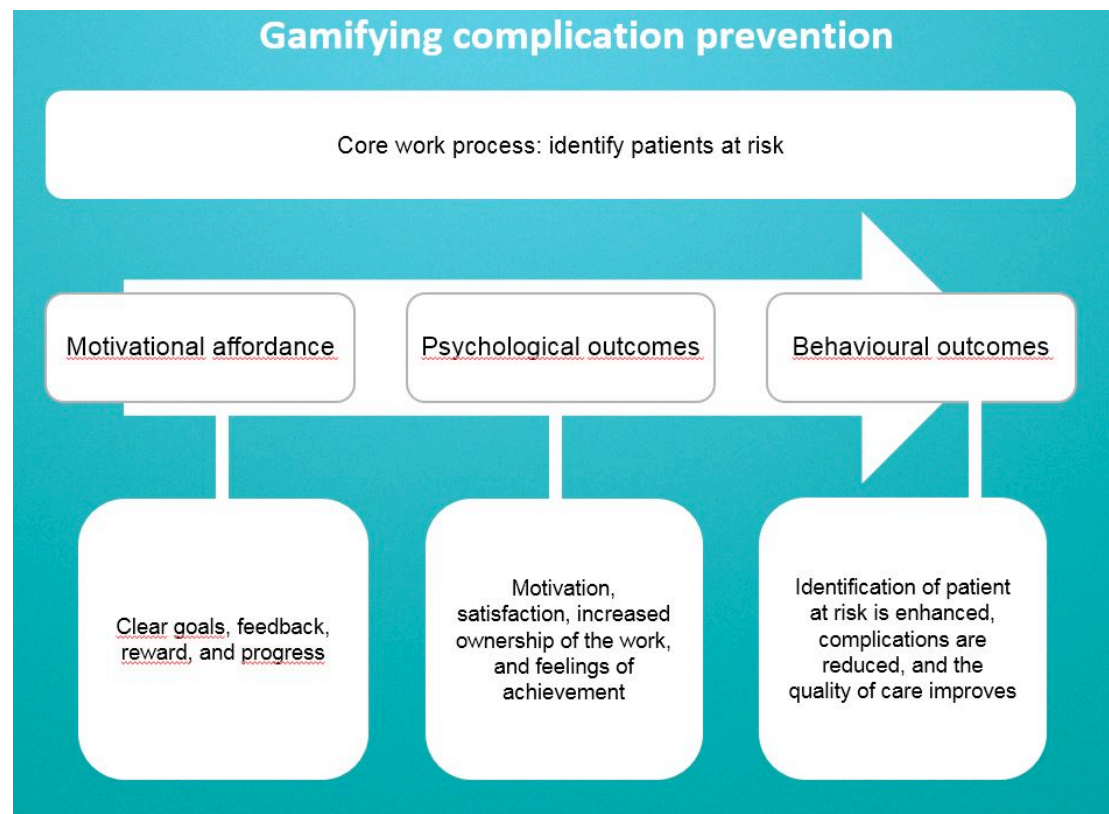 Gamifying complication prevention
Core work process: identify patients at risk
Motivational affordance
Psychological outcomes
Behavioural outcomes
Clear goals, feedback,
reward, and progress
Motivation,
satisfaction, increased
ownership of the work,
and feelings of
achievement
Identification of patient
at risk is enhanced,
complications are
reduced, and the
quality of care improves